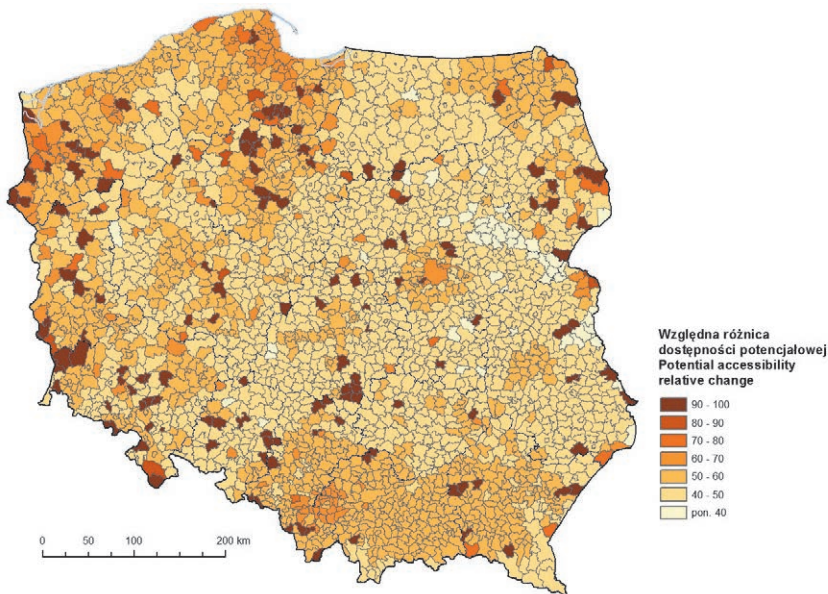 Względna różnica
dostępności potencjałowej
Potential accessibility
relative change
90 - 100
80 - 90
70 - 80
60 - 70
50 - 60
40 - 50
pon. 40
0 50 100 200 km